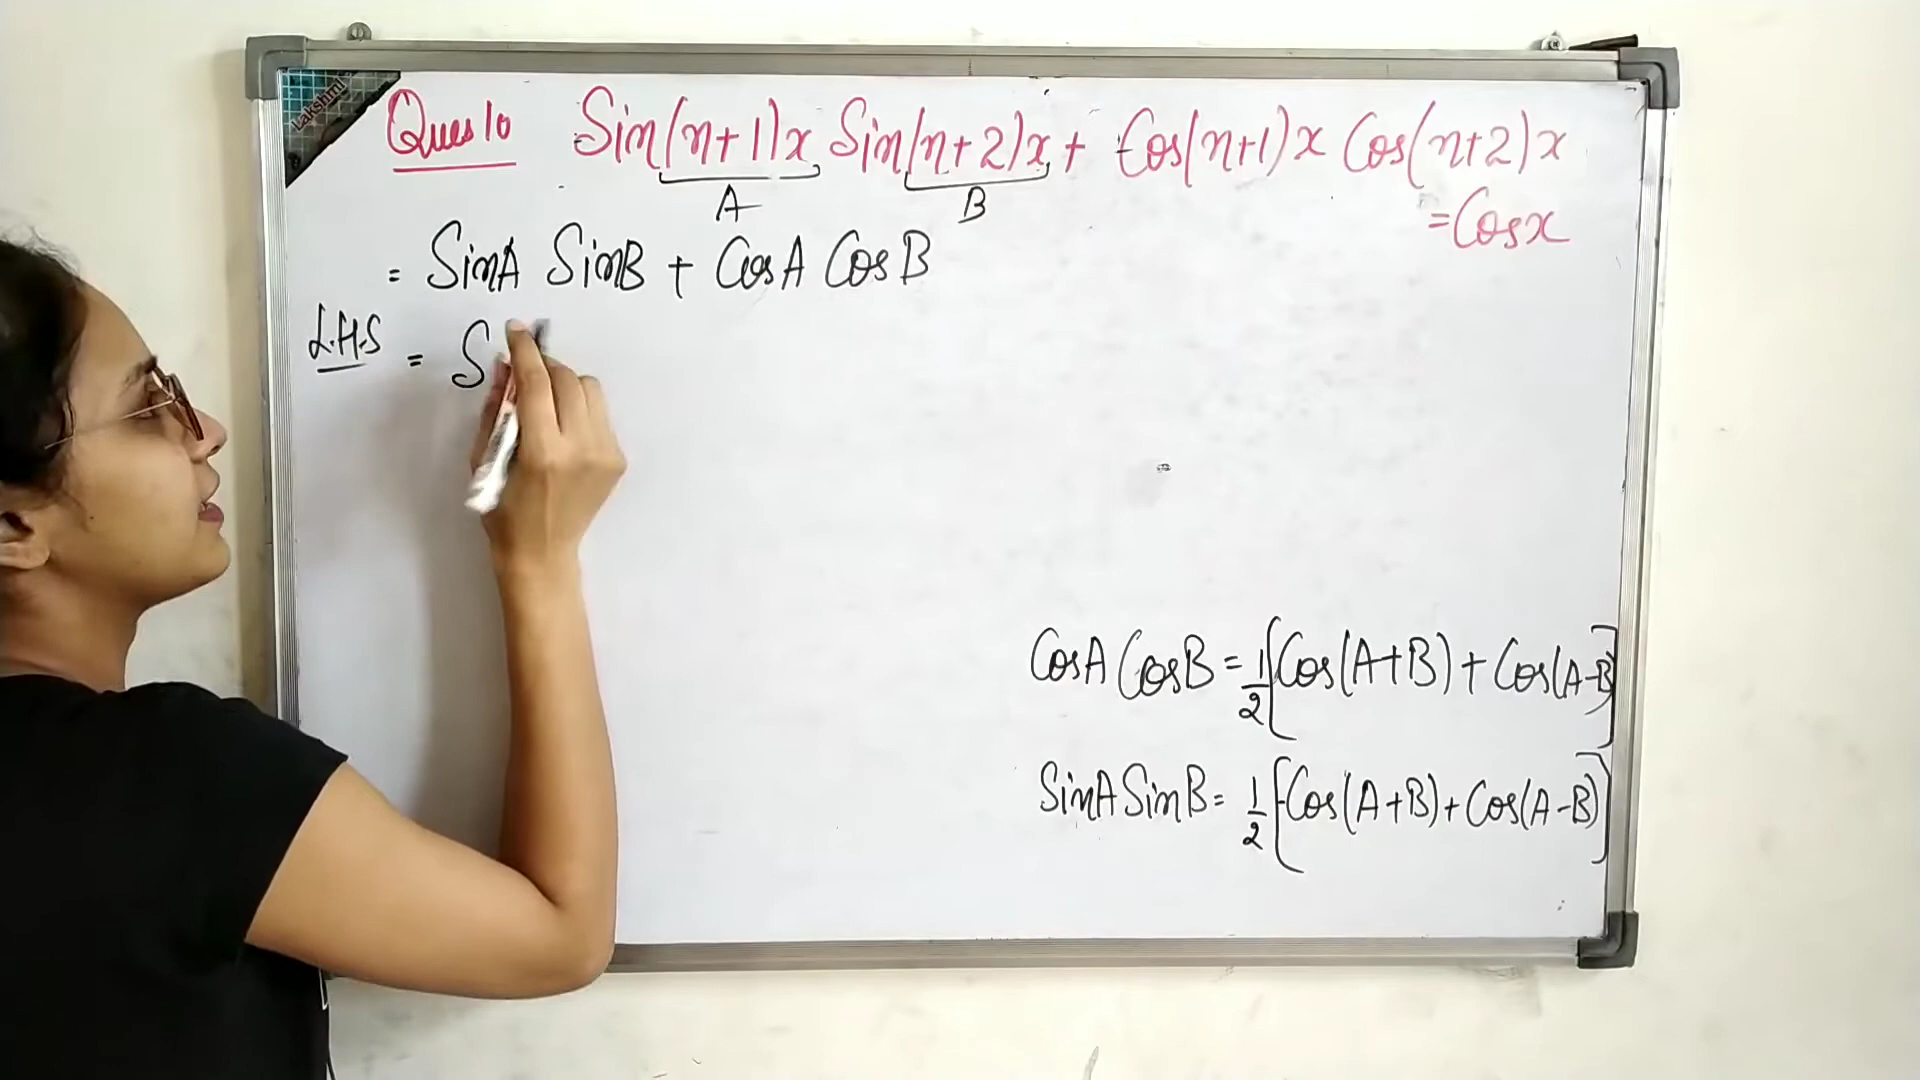 Lakshmi
Ques 10 Sin(n+1)x Sin(n+2)x + Cos(n+1)x Cos(n+2)x
= Cosx
A B
= SinA SinB + CosA CosB
L.H.S = S
CosA CosB = 1/2 [Cos(A+B) + Cos(A-B)]
SinA SinB = 1/2 [-Cos(A+B) + Cos(A-B)]